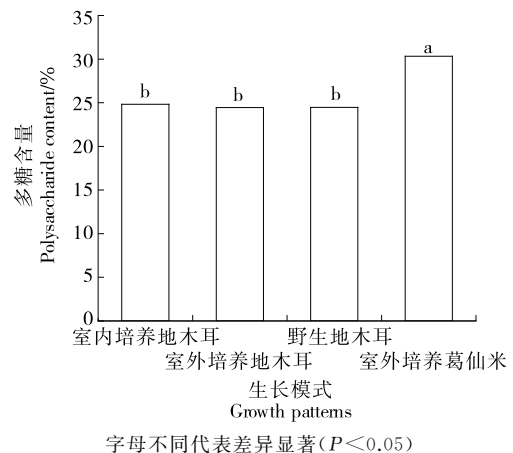 35
30
25
20
15
10
5
0
多糖含量
Polysaccharide content/%
b
b
b
a
室内培养地木耳
室外培养地木耳
野生地木耳
室外培养葛仙米
生长模式
Growth patterns
字母不同代表差异显著(P＜0.05)